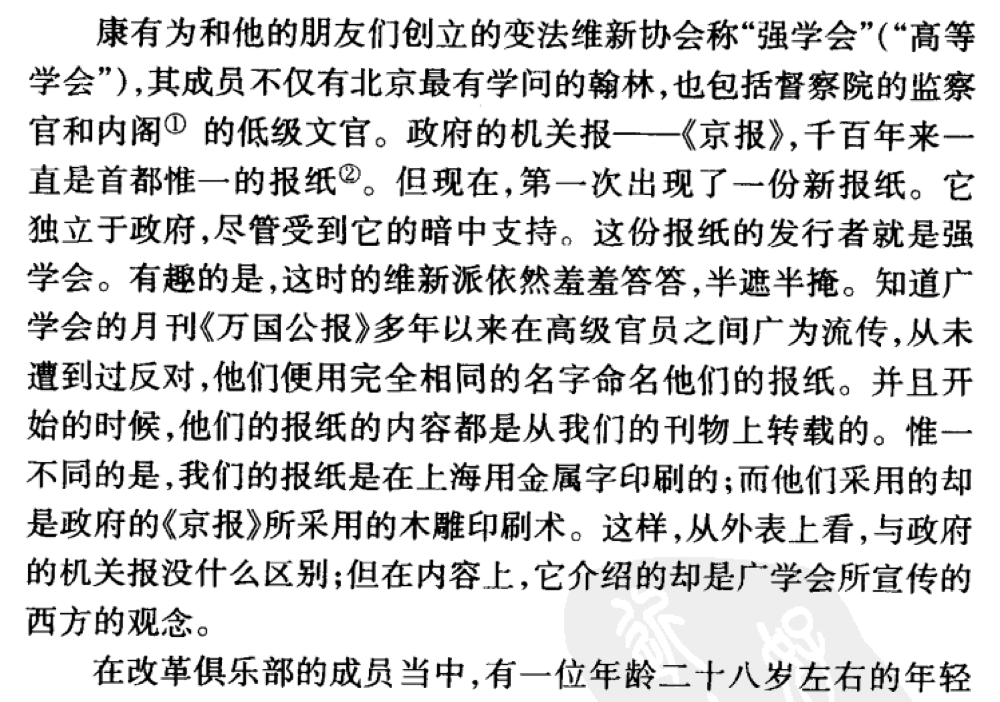 康有为和他的朋友们创立的变法维新协会称“强学会”(“高等
学会”),其成员不仅有北京最有学问的翰林,也包括督察院的监察
官和内阁① 的低级文官。政府的机关报——《京报》,千百年来一
直是首都惟一的报纸②。但现在,第一次出现了一份新报纸。它
独立于政府,尽管受到它的暗中支持。这份报纸的发行者就是强
学会。有趣的是,这时的维新派依然羞羞答答,半遮半掩。知道广
学会的月刊《万国公报》多年以来在高级官员之间广为流传,从未
遭到过反对,他们便用完全相同的名字命名他们的报纸。并且开
始的时候,他们的报纸的内容都是从我们的刊物上转载的。惟一
不同的是,我们的报纸是在上海用金属字印刷的;而他们采用的却
是政府的《京报》所采用的木雕印刷术。这样,从外表上看,与政府
的机关报没什么区别;但在内容上,它介绍的却是广学会所宣传的
西方的观念。
在改革俱乐部的成员当中,有一位年龄二十八岁左右的年轻